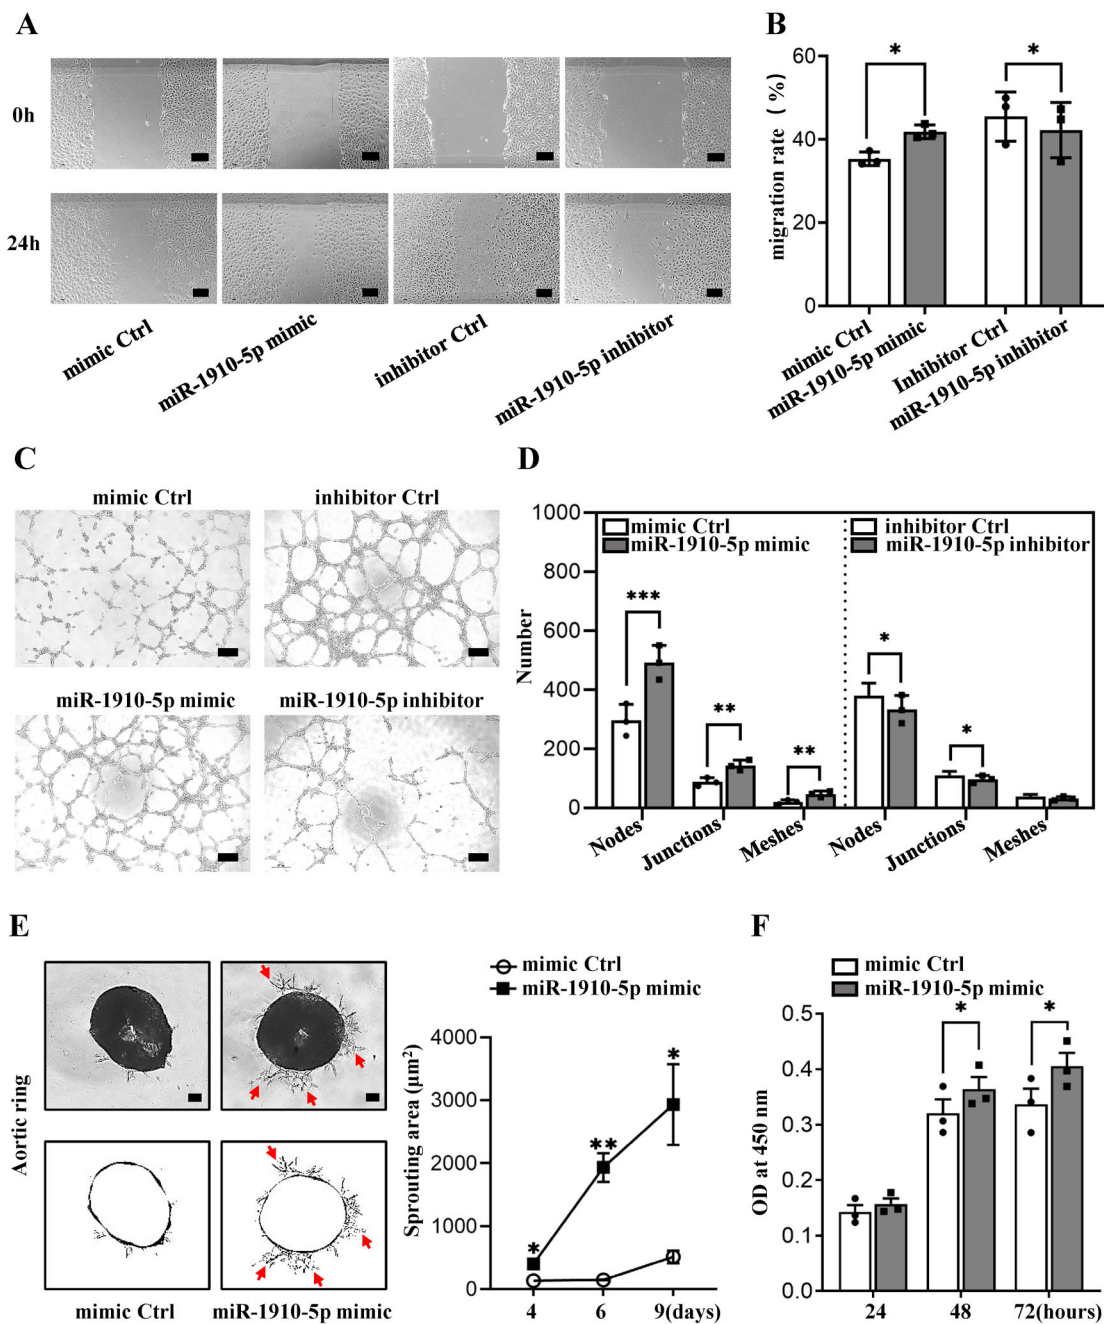 A
0h
24h
mimic Ctrl
miR-1910-5p mimic
inhibitor Ctrl
miR-1910-5p inhibitor
B
migration rate ( %)
60
40
20
0
*
*
mimic Ctrl
miR-1910-5p mimic
Inhibitor Ctrl
miR-1910-5p inhibitor
C
mimic Ctrl
inhibitor Ctrl
miR-1910-5p mimic
miR-1910-5p inhibitor
D
Number
1000
800
600
400
200
0
mimic Ctrl
miR-1910-5p mimic
inhibitor Ctrl
miR-1910-5p inhibitor
***
**
**
*
*
Nodes
Junctions
Meshes
Nodes
Junctions
Meshes
E
Aortic ring
mimic Ctrl
miR-1910-5p mimic
mimic Ctrl
miR-1910-5p mimic
Sprouting area (μm²)
4000
3000
2000
1000
0
*
**
*
4 6 9(days)
F
mimic Ctrl
miR-1910-5p mimic
OD at 450 nm
0.5
0.4
0.3
0.2
0.1
0.0
*
*
24 48 72(hours)